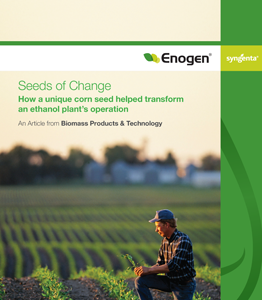 Enogen®
syngenta®
Seeds of Change
How a unique corn seed helped transform
an ethanol plant's operation
An Article from Biomass Products & Technology